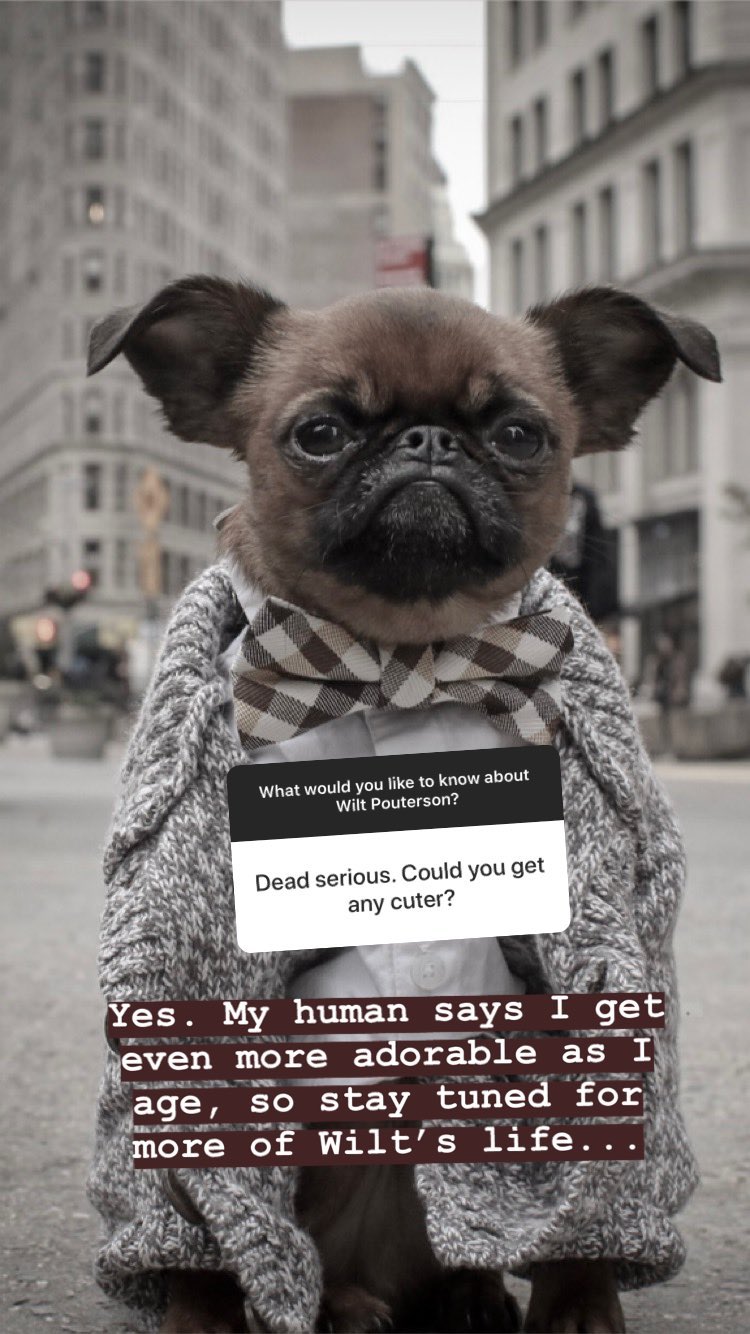 What would you like to know about
Wilt Pouterson?
Dead serious. Could you get
any cuter?
Yes. My human says I get
even more adorable as I
age, so stay tuned for
more of Wilt’s life...